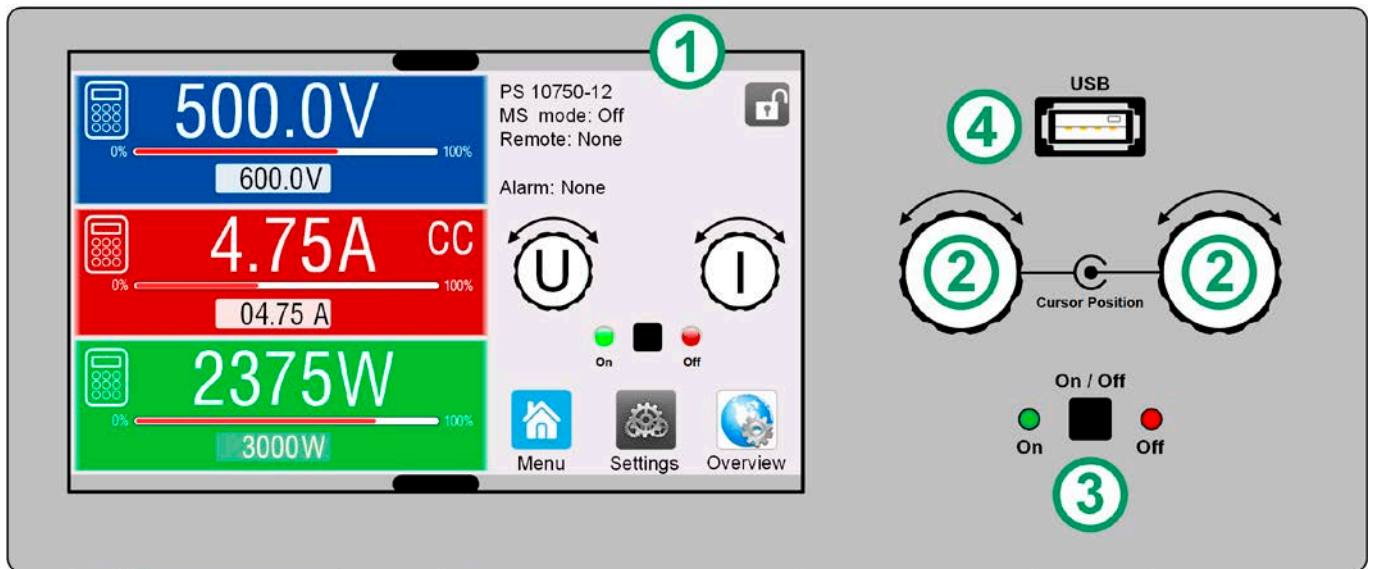 1
500.0V
0% 100%
600.0V
4.75A CC
0% 100%
04.75 A
2375W
0% 100%
3000W
PS 10750-12
MS mode: Off
Remote: None
Alarm: None
U I
On Off
Menu Settings Overview
USB
4
2 2
Cursor Position
On / Off
On Off
3